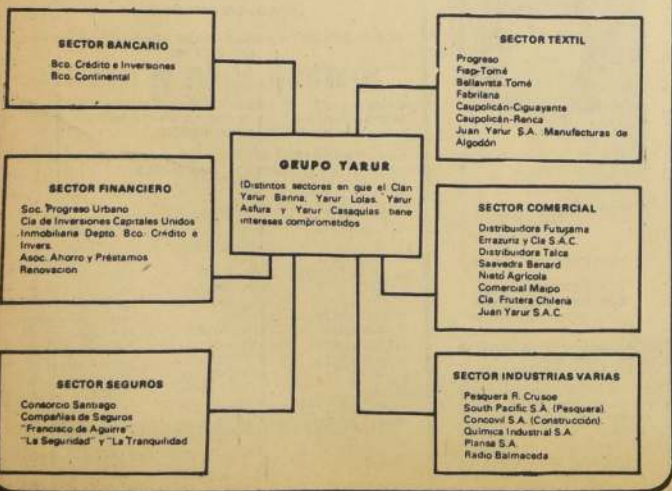 SECTOR BANCARIO
Bco. Crédito e Inversiones
Bco. Continental
SECTOR FINANCIERO
Soc. Progreso Urbano
Cía de Inversiones Capitales Unidos
Inmobiliaria Depto. Bco. Crédito e
Invers.
Asoc. Ahorro y Préstamos
Renovación
SECTOR SEGUROS
Consorcio Santiago
Compañías de Seguros
"Francisco de Aguirre".
"La Seguridad" y "La Tranquilidad
GRUPO TARUR
(Distintos sectores en que el Clan
Yarur Banna, Yarur Lolas, Yarur
Asfura y Yarur Casaquias tiene
intereses comprometidos
SECTOR TEXTIL
Progreso
Fiap-Tomé
Bellavista Tomé
Fabrilana
Caupolicán-Ciguayante
Caupolicán-Renca
Juan Yarur S.A. Manufacturas de
Algodón
SECTOR COMERCIAL
Distribuidora Futurama
Errazuriz y Cía S.A.C.
Distribuidora Talca
Saavedra Benard
Nieto Agrícola
Comercial Maipo
Cía. Frutera Chilena
Juan Yarur S.A.C.
SECTOR INDUSTRIAS VARIAS
Pesquera R. Crusoe
South Pacific S.A. (Pesquera).
Concovil S.A. (Construcción).
Química Industrial S.A.
Plansa S.A.
Radio Balmaceda